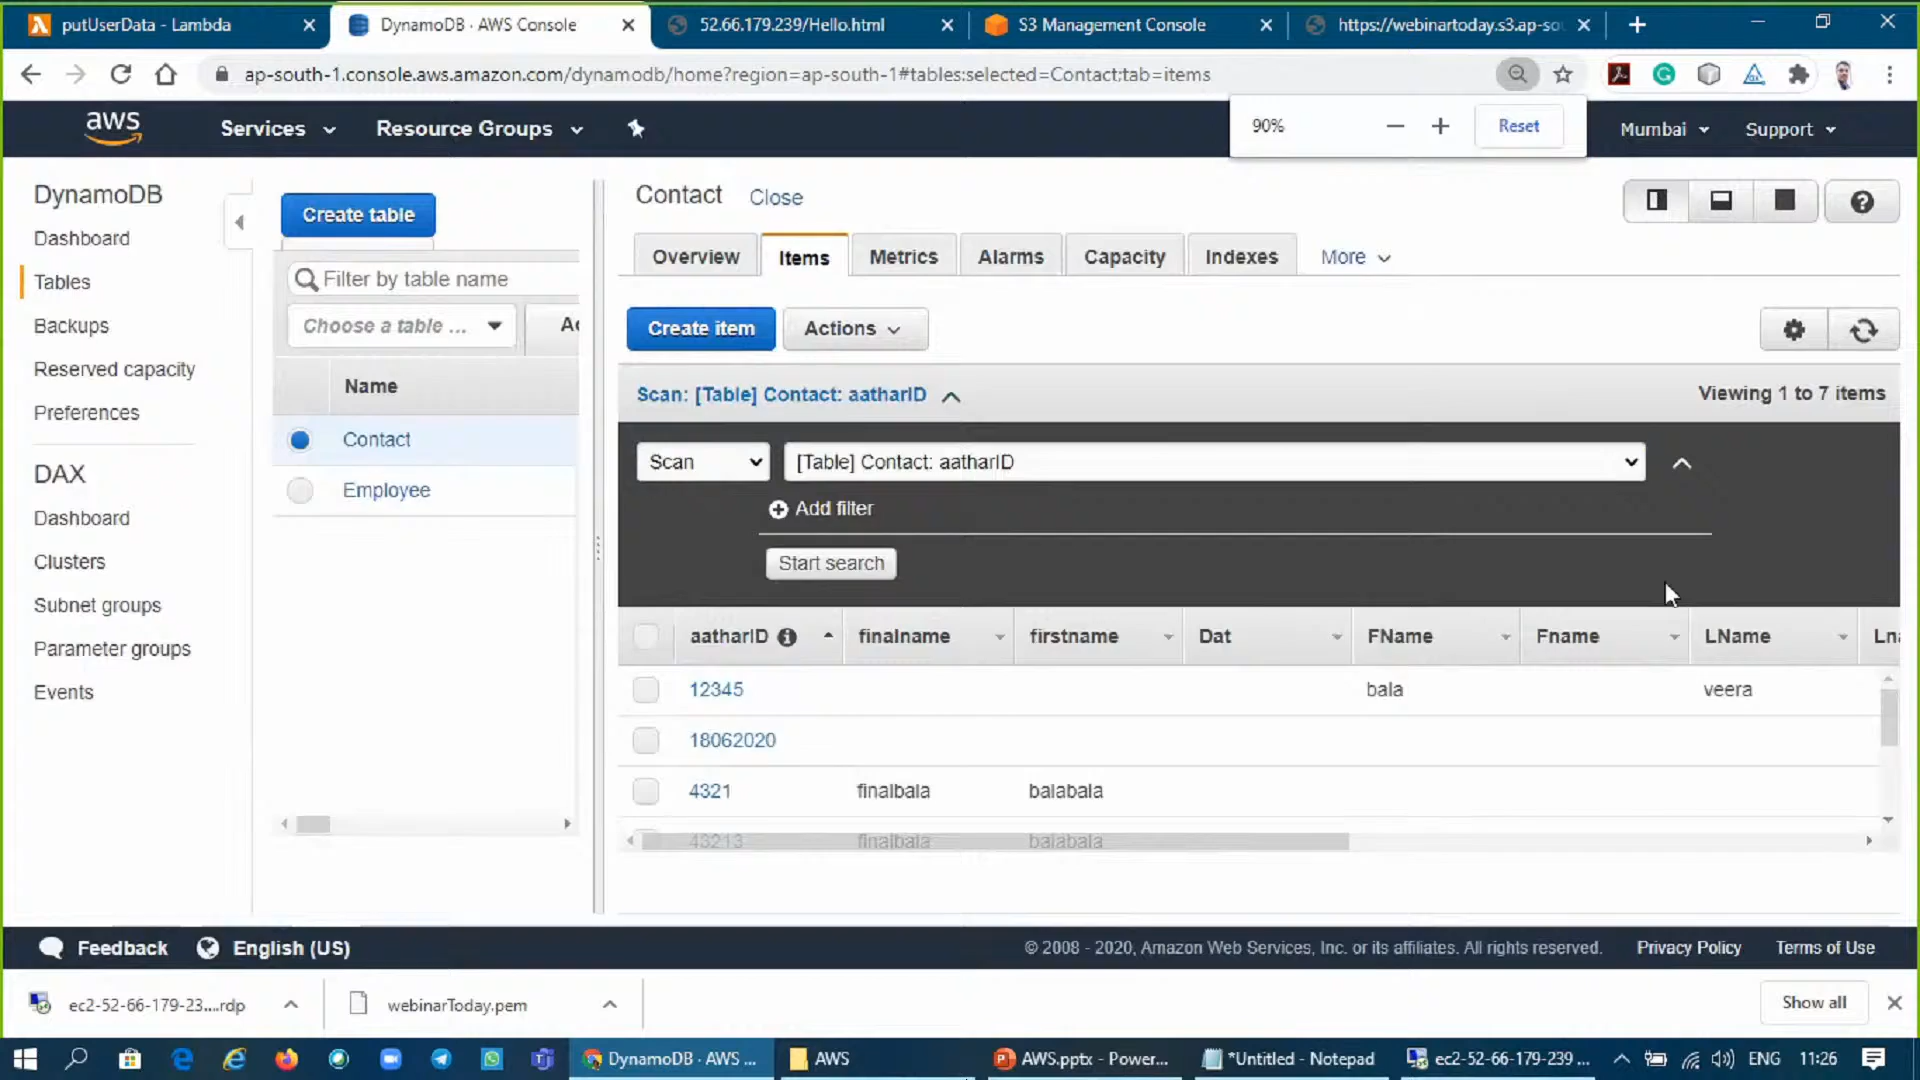 putUserData - Lambda
DynamoDB · AWS Console
52.66.179.239/Hello.html
S3 Management Console
https://webinartoday.s3.ap-so
ap-south-1.console.aws.amazon.com/dynamodb/home?region=ap-south-1#tables:selected=Contact;tab=items
90%
Reset
aws
Services
Resource Groups
Mumbai
Support
DynamoDB
Dashboard
Tables
Backups
Reserved capacity
Preferences
DAX
Dashboard
Clusters
Subnet groups
Parameter groups
Events
Create table
Filter by table name
Choose a table ...
Ac
Name
Contact
Employee
Contact
Close
Overview
Items
Metrics
Alarms
Capacity
Indexes
More
Create item
Actions
Scan: [Table] Contact: aatharID
Viewing 1 to 7 items
Scan
[Table] Contact: aatharID
Add filter
Start search
aatharID
finalname
firstname
Dat
FName
Fname
LName
Lna
12345
bala
veera
18062020
4321
finalbala
balabala
43213
finalbala
balabala
Feedback
English (US)
© 2008 - 2020, Amazon Web Services, Inc. or its affiliates. All rights reserved.
Privacy Policy
Terms of Use
ec2-52-66-179-23....rdp
webinarToday.pem
Show all
DynamoDB · AWS ...
AWS
AWS.pptx - Power...
*Untitled - Notepad
ec2-52-66-179-239 ...
ENG
11:26